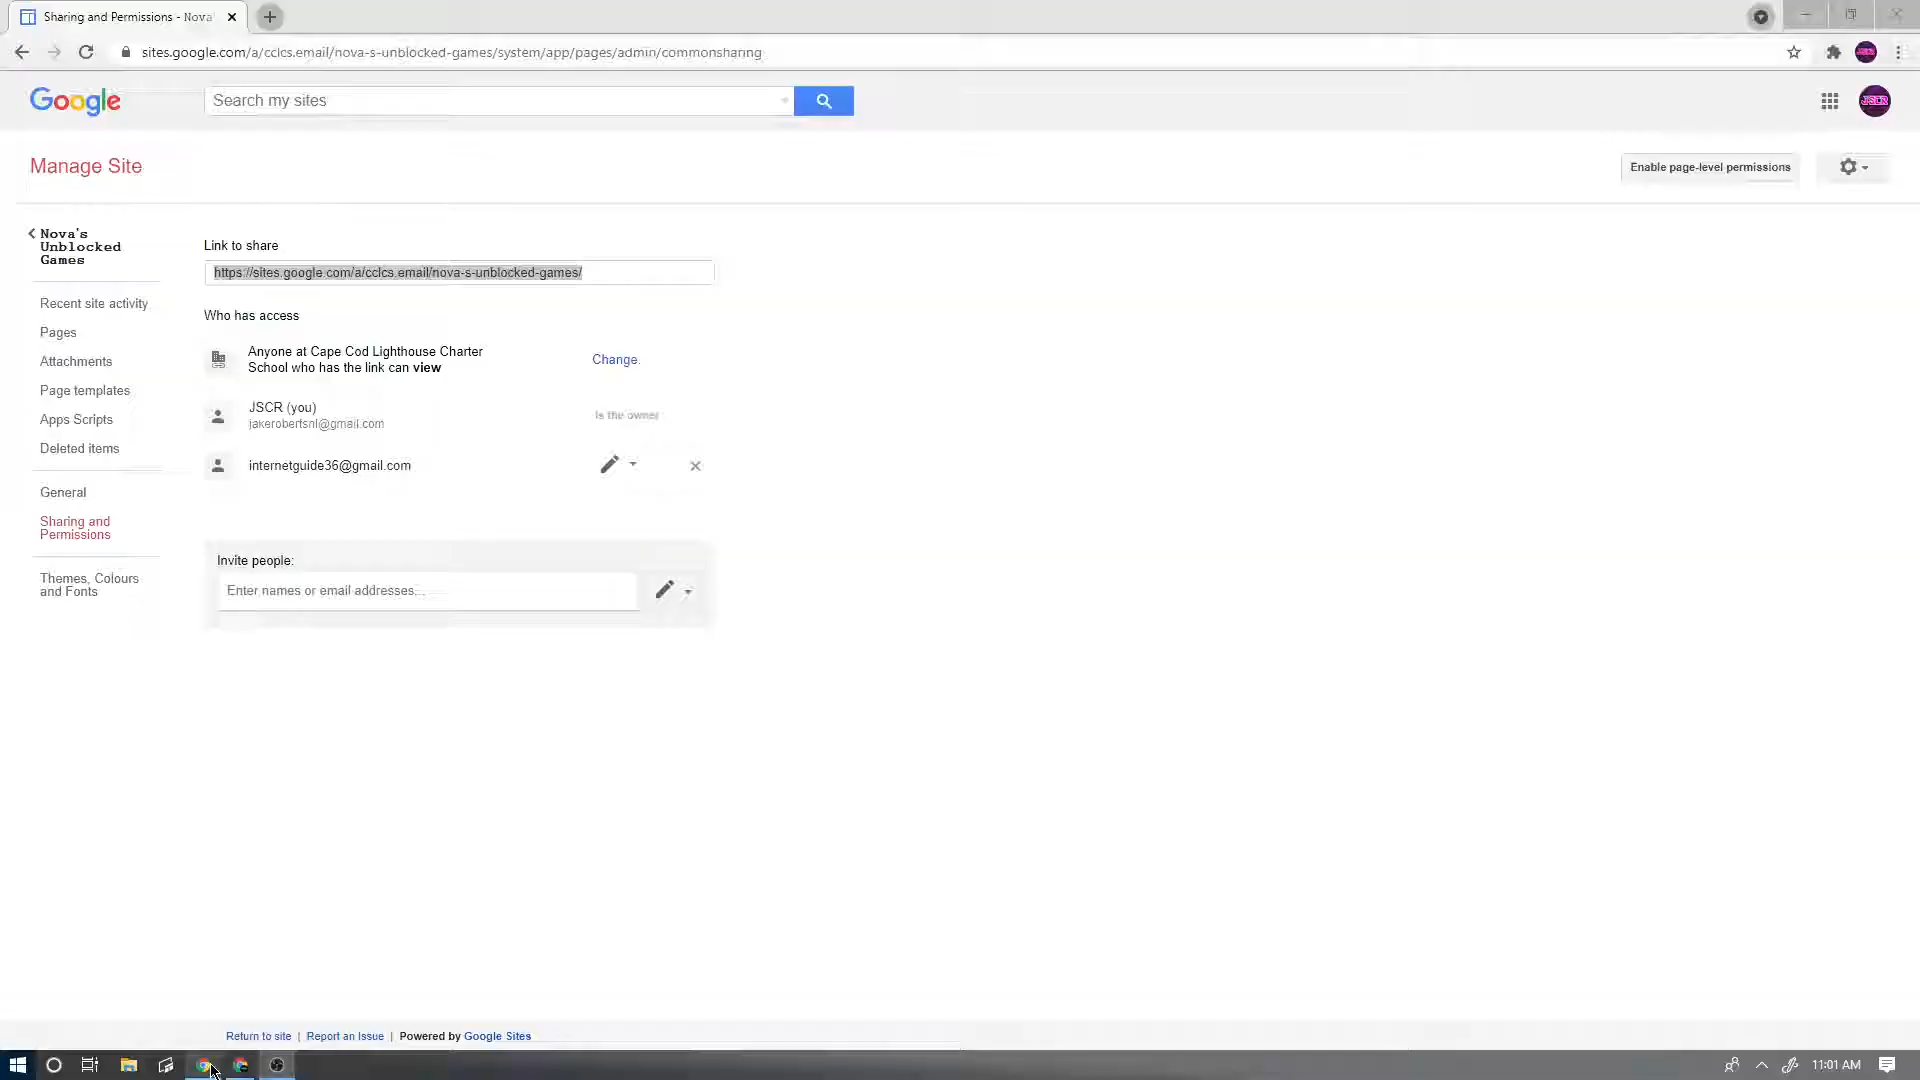 Sharing and Permissions - Nova'
sites.google.com/a/cclcs.email/nova-s-unblocked-games/system/app/pages/admin/commonsharing
Google
Search my sites
JSCR
Manage Site
Enable page-level permissions
Nova's
Unblocked
Games
Recent site activity
Pages
Attachments
Page templates
Apps Scripts
Deleted items
General
Sharing and
Permissions
Themes, Colours
and Fonts
Link to share
https://sites.google.com/a/cclcs.email/nova-s-unblocked-games/
Who has access
Anyone at Cape Cod Lighthouse Charter
School who has the link can view
Change.
JSCR (you)
jakerobertsnl@gmail.com
Is the owner
internetguide36@gmail.com
Invite people:
Enter names or email addresses...
Return to site | Report an Issue | Powered by Google Sites
11:01 AM